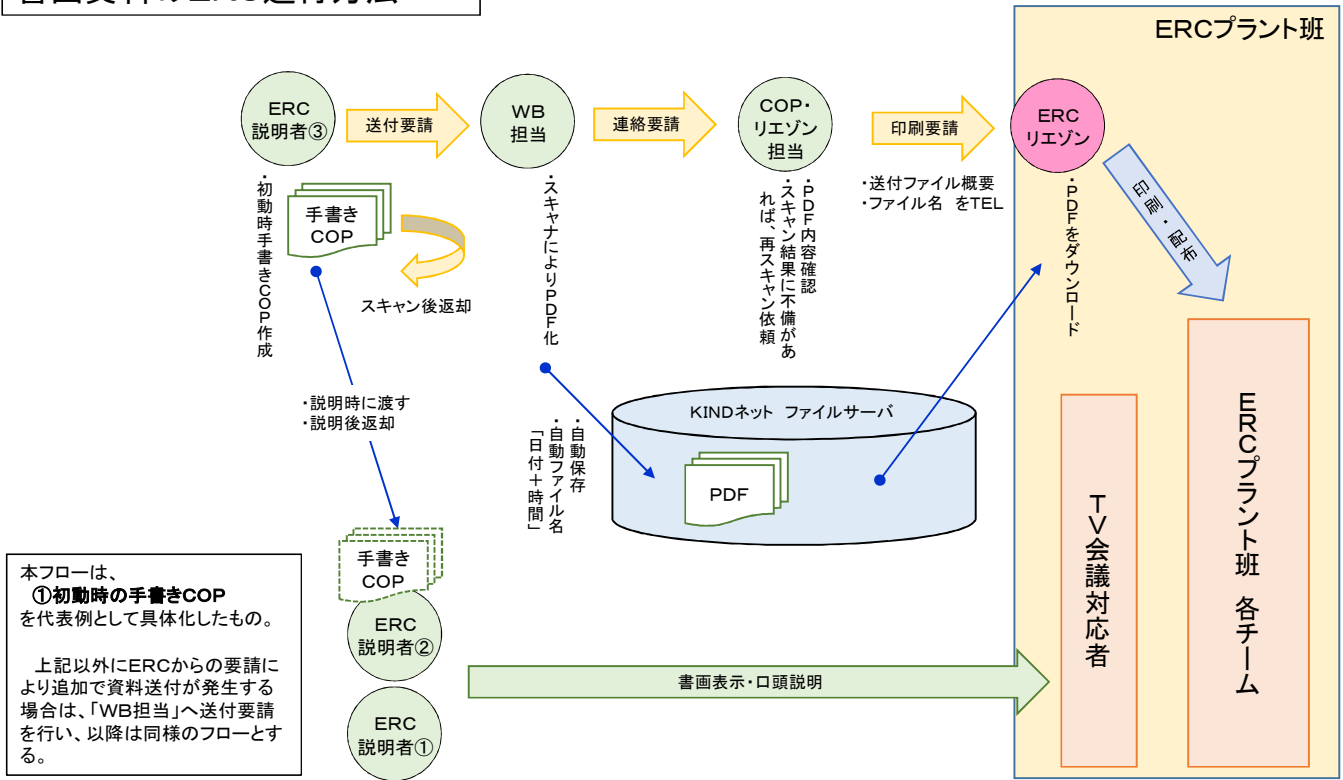 ERCプラント班
ERC
説明者③
送付要請
WB
担当
連絡要請
COP・
リエゾン
担当
印刷要請
ERC
リエゾン
・初動時手書きCOP作成
手書き
COP
スキャン後返却
・スキャナによりPDF化
・PDF内容確認
・スキャン結果に不備があ
れば、再スキャン依頼
・送付ファイル概要
・ファイル名 をTEL
・PDFをダウンロード
印刷・配布
・説明時に渡す
・説明後返却
KINDネット ファイルサーバ
・自動保存
・自動ファイル名
「日付+時間」
PDF
手書き
COP
ERC
説明者②
ERC
説明者①
書画表示・口頭説明
TV会議対応者
ERCプラント班 各チーム
本フローは、
①初動時の手書きCOP
を代表例として具体化したもの。
上記以外にERCからの要請に
より追加で資料送付が発生する
場合は、「WB担当」へ送付要請
を行い、以降は同様のフローとす
る。